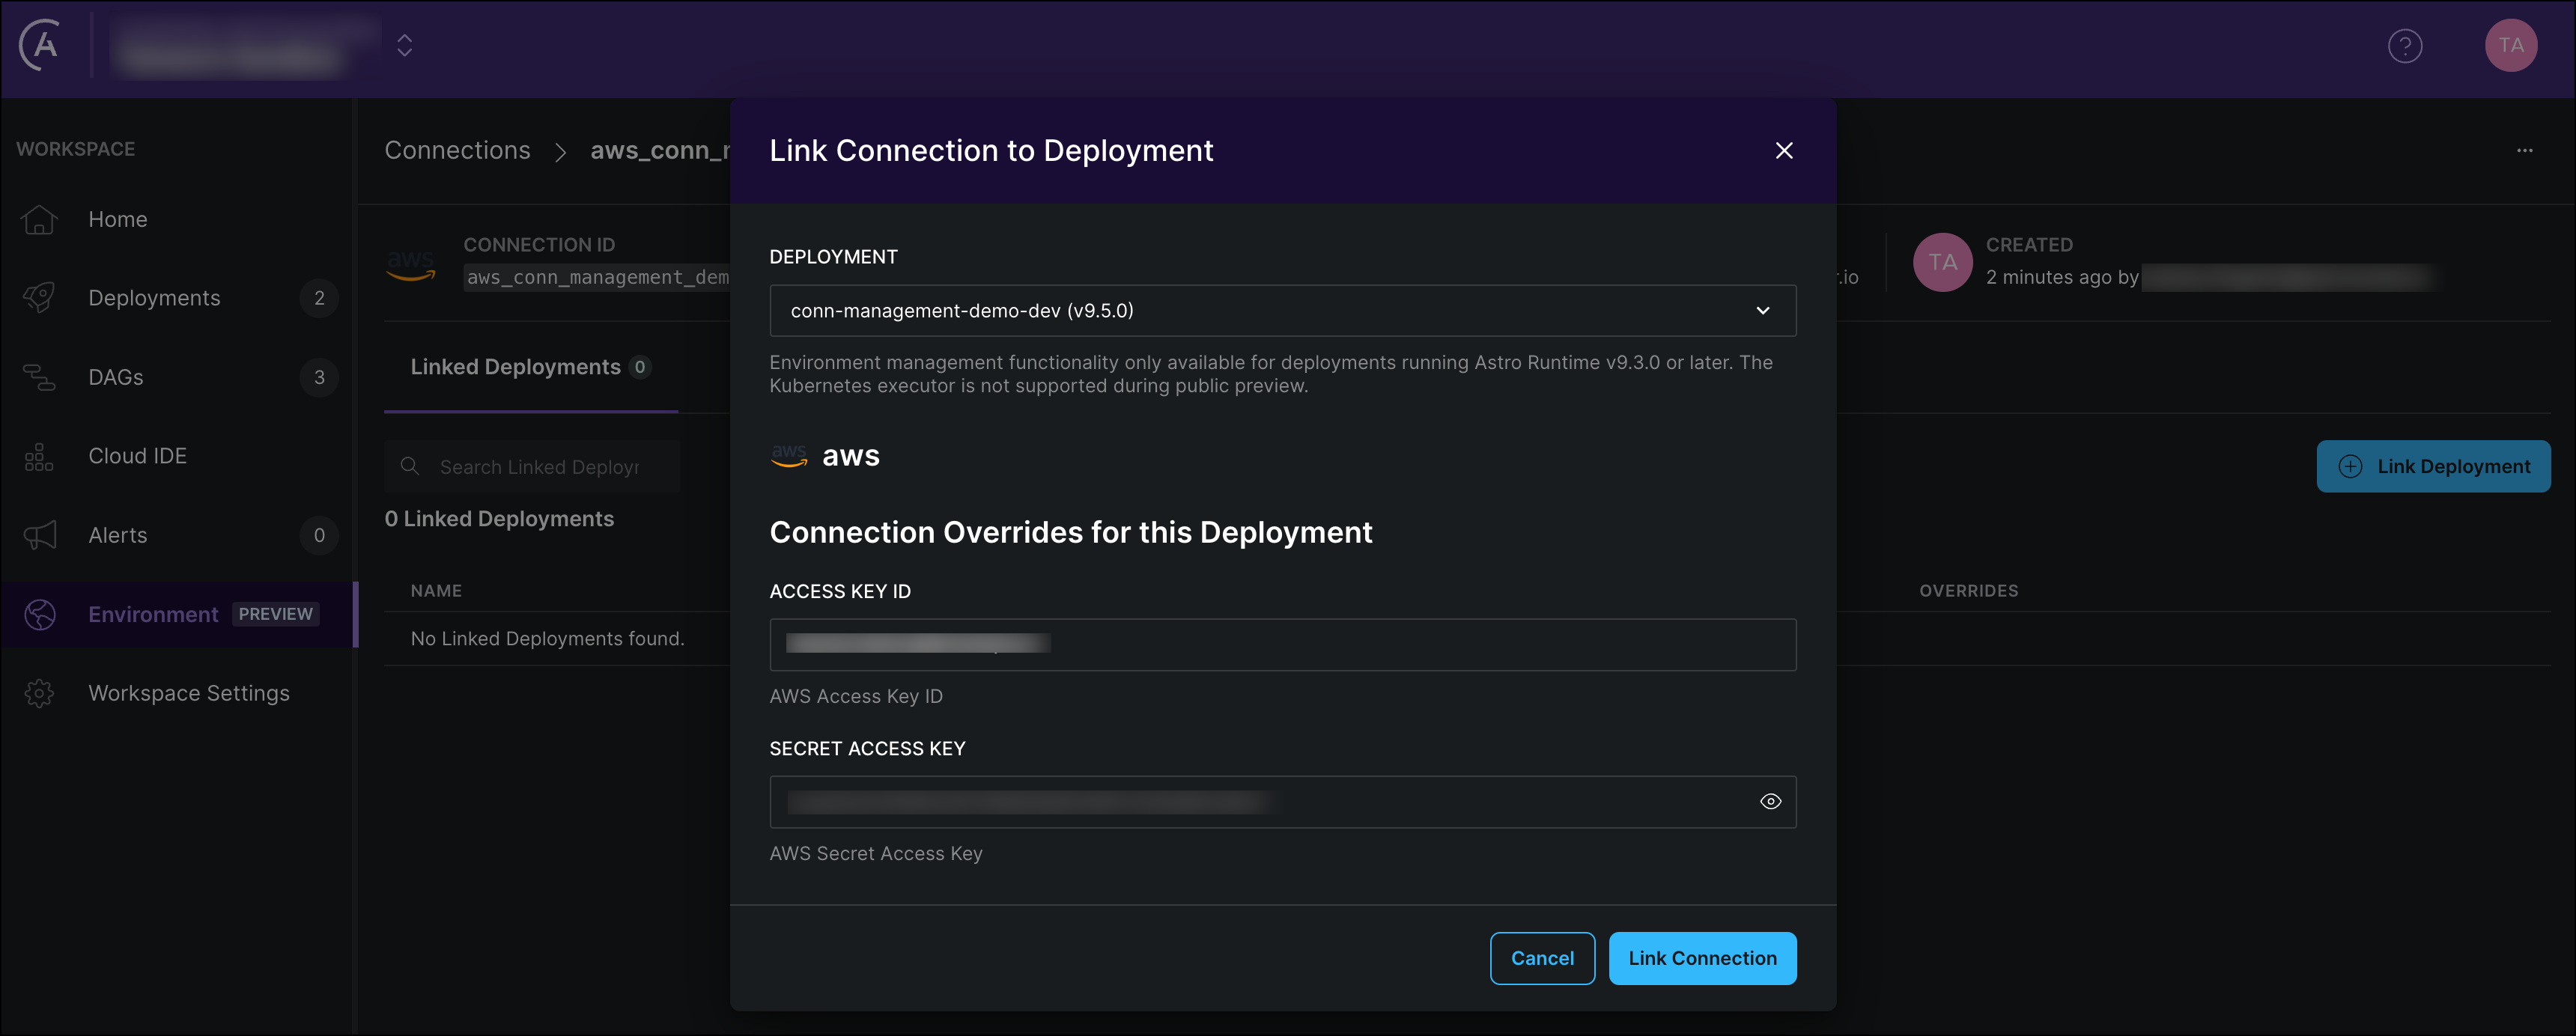 TA
WORKSPACE
Home
Deployments 2
DAGs 3
Cloud IDE
Alerts 0
Environment PREVIEW
Workspace Settings
Connections > aws_conn_
aws
CONNECTION ID
aws_conn_management_dem
.io
TA
CREATED
2 minutes ago by
Linked Deployments 0
Search Linked Deployr
Link Deployment
0 Linked Deployments
NAME
OVERRIDES
No Linked Deployments found.
Link Connection to Deployment
DEPLOYMENT
conn-management-demo-dev (v9.5.0)
Environment management functionality only available for deployments running Astro Runtime v9.3.0 or later. The
Kubernetes executor is not supported during public preview.
aws aws
Connection Overrides for this Deployment
ACCESS KEY ID
AWS Access Key ID
SECRET ACCESS KEY
AWS Secret Access Key
Cancel
Link Connection